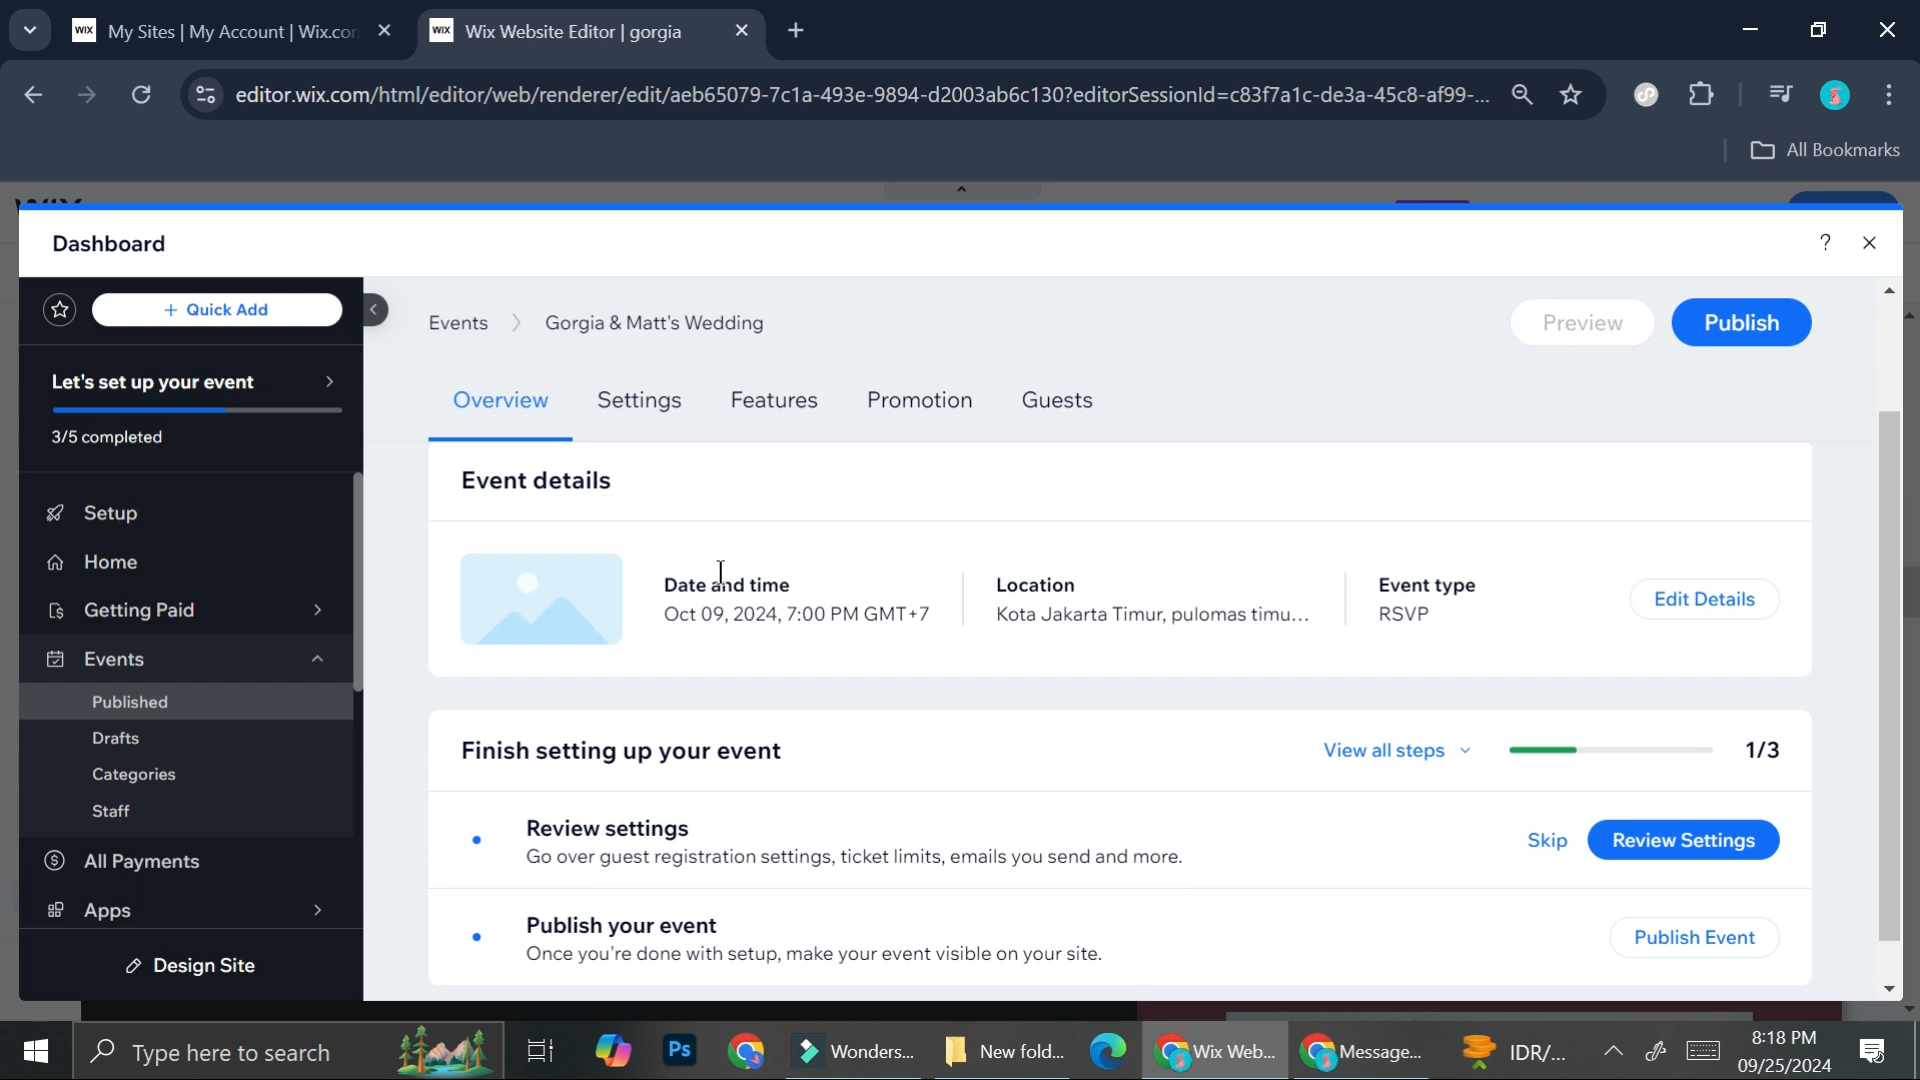 WIX My Sites | My Account | Wix.con
WIX Wix Website Editor | gorgia
editor.wix.com/html/editor/web/renderer/edit/aeb65079-7c1a-493e-9894-d2003ab6c130?editorSessionId=c83f7a1c-de3a-45c8-af99-...
All Bookmarks
Dashboard
?
+ Quick Add
Events > Gorgia & Matt's Wedding
Preview
Publish
Let's set up your event
3/5 completed
Overview
Settings
Features
Promotion
Guests
Setup
Home
Getting Paid
Events
Published
Drafts
Categories
Staff
All Payments
Apps
Design Site
Event details
Date and time
Oct 09, 2024, 7:00 PM GMT+7
Location
Kota Jakarta Timur, pulomas timu...
Event type
RSVP
Edit Details
Finish setting up your event
View all steps
1/3
Review settings
Go over guest registration settings, ticket limits, emails you send and more.
Skip
Review Settings
Publish your event
Once you're done with setup, make your event visible on your site.
Publish Event
Type here to search
Ps
Wonders...
New fold...
Wix Web...
Message...
IDR/...
8:18 PM
09/25/2024